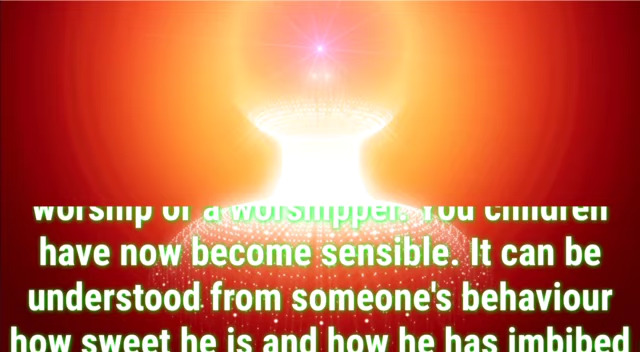 worship of a worshipper. You children
have now become sensible. It can be
understood from someone's behaviour
how sweet he is and how he has imbibed